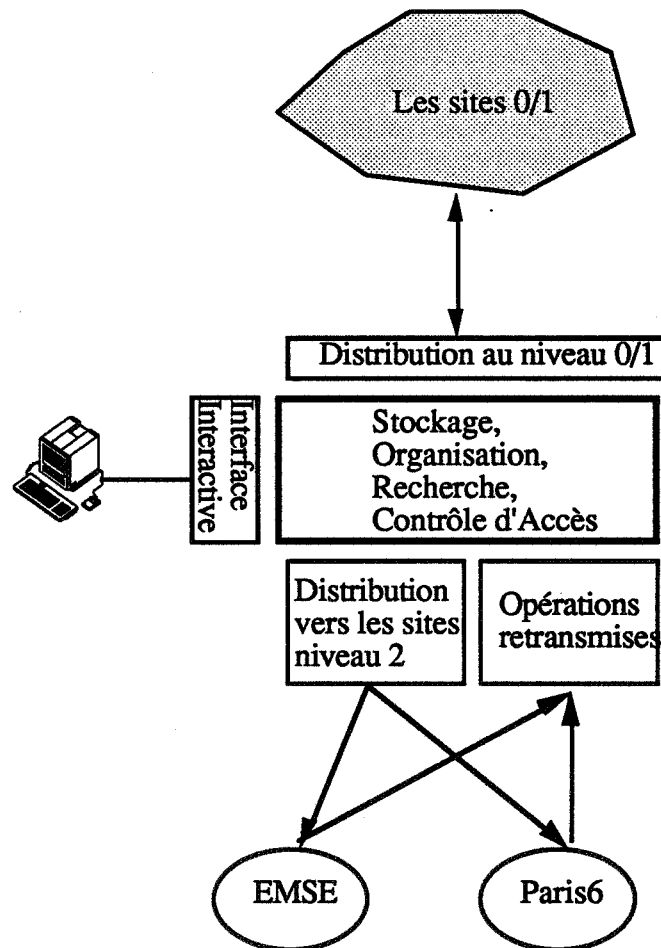 Les sites 0/1
Distribution au niveau 0/1
Interface
Interactive
Stockage,
Organisation,
Recherche,
Contrôle d'Accès
Distribution
vers les sites
niveau 2
Opérations
retransmises
EMSE
Paris6